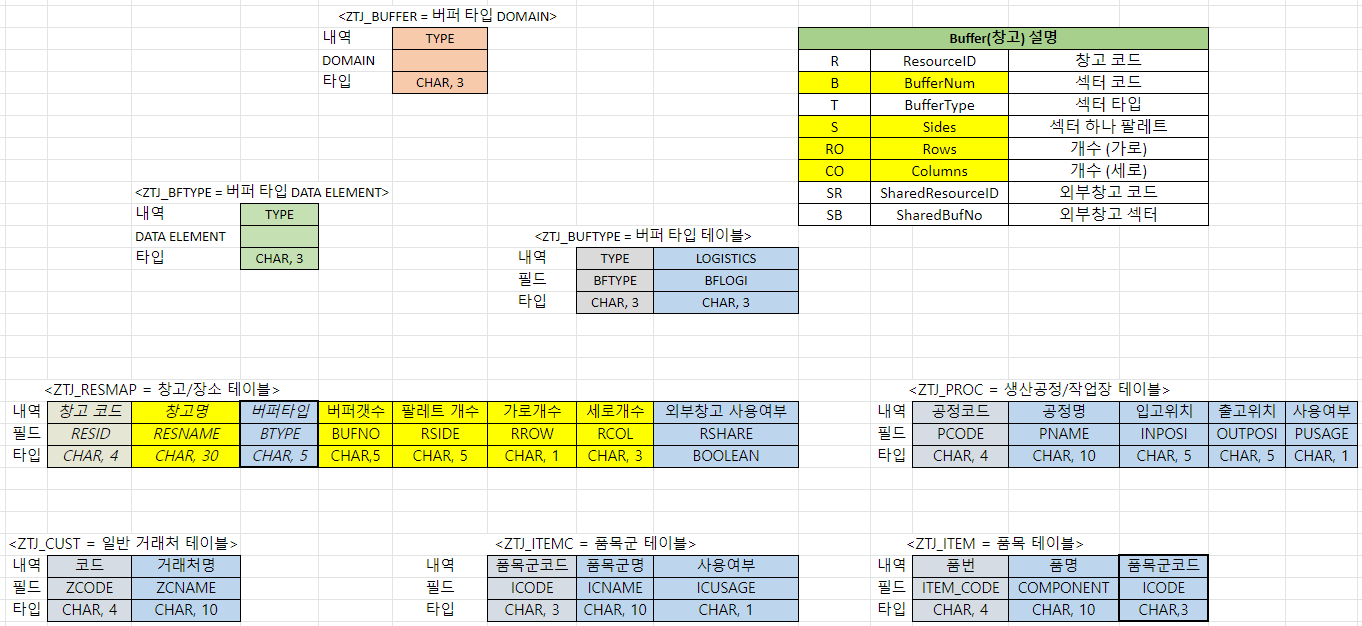 <ZTJ_BUFFER = 버퍼 타입 DOMAIN>
내역 TYPE
DOMAIN
타입 CHAR, 3
Buffer(창고) 설명
R ResourceID 창고 코드
B BufferNum 섹터 코드
T BufferType 섹터 타입
S Sides 섹터 하나 팔레트
RO Rows 개수 (가로)
CO Columns 개수 (세로)
SR SharedResourceID 외부창고 코드
SB SharedBufNo 외부창고 섹터
<ZTJ_BFTYPE = 버퍼 타입 DATA ELEMENT>
내역 TYPE
DATA ELEMENT
타입 CHAR, 3
<ZTJ_BUFTYPE = 버퍼 타입 테이블>
내역 TYPE LOGISTICS
필드 BFTYPE BFLOGI
타입 CHAR, 3 CHAR, 3
<ZTJ_RESMAP = 창고/장소 테이블>
내역 창고 코드 창고명 버퍼타입 버퍼갯수 팔레트 개수 가로개수 세로개수 외부창고 사용여부
필드 RESID RESNAME BTYPE BUFNO RSIDE RROW RCOL RSHARE
타입 CHAR, 4 CHAR, 30 CHAR, 5 CHAR,5 CHAR, 5 CHAR, 1 CHAR, 3 BOOLEAN
<ZTJ_PROC = 생산공정/작업장 테이블>
내역 공정코드 공정명 입고위치 출고위치 사용여부
필드 PCODE PNAME INPOSI OUTPOSI PUSAGE
타입 CHAR, 4 CHAR, 10 CHAR, 5 CHAR, 5 CHAR, 1
<ZTJ_CUST = 일반 거래처 테이블>
내역 코드 거래처명
필드 ZCODE ZCNAME
타입 CHAR, 4 CHAR, 10
<ZTJ_ITEMC = 품목군 테이블>
내역 품목군코드 품목군명 사용여부
필드 ICODE ICNAME ICUSAGE
타입 CHAR, 3 CHAR, 10 CHAR, 1
<ZTJ_ITEM = 품목 테이블>
내역 품번 품명 품목군코드
필드 ITEM_CODE COMPONENT ICODE
타입 CHAR, 4 CHAR, 10 CHAR,3